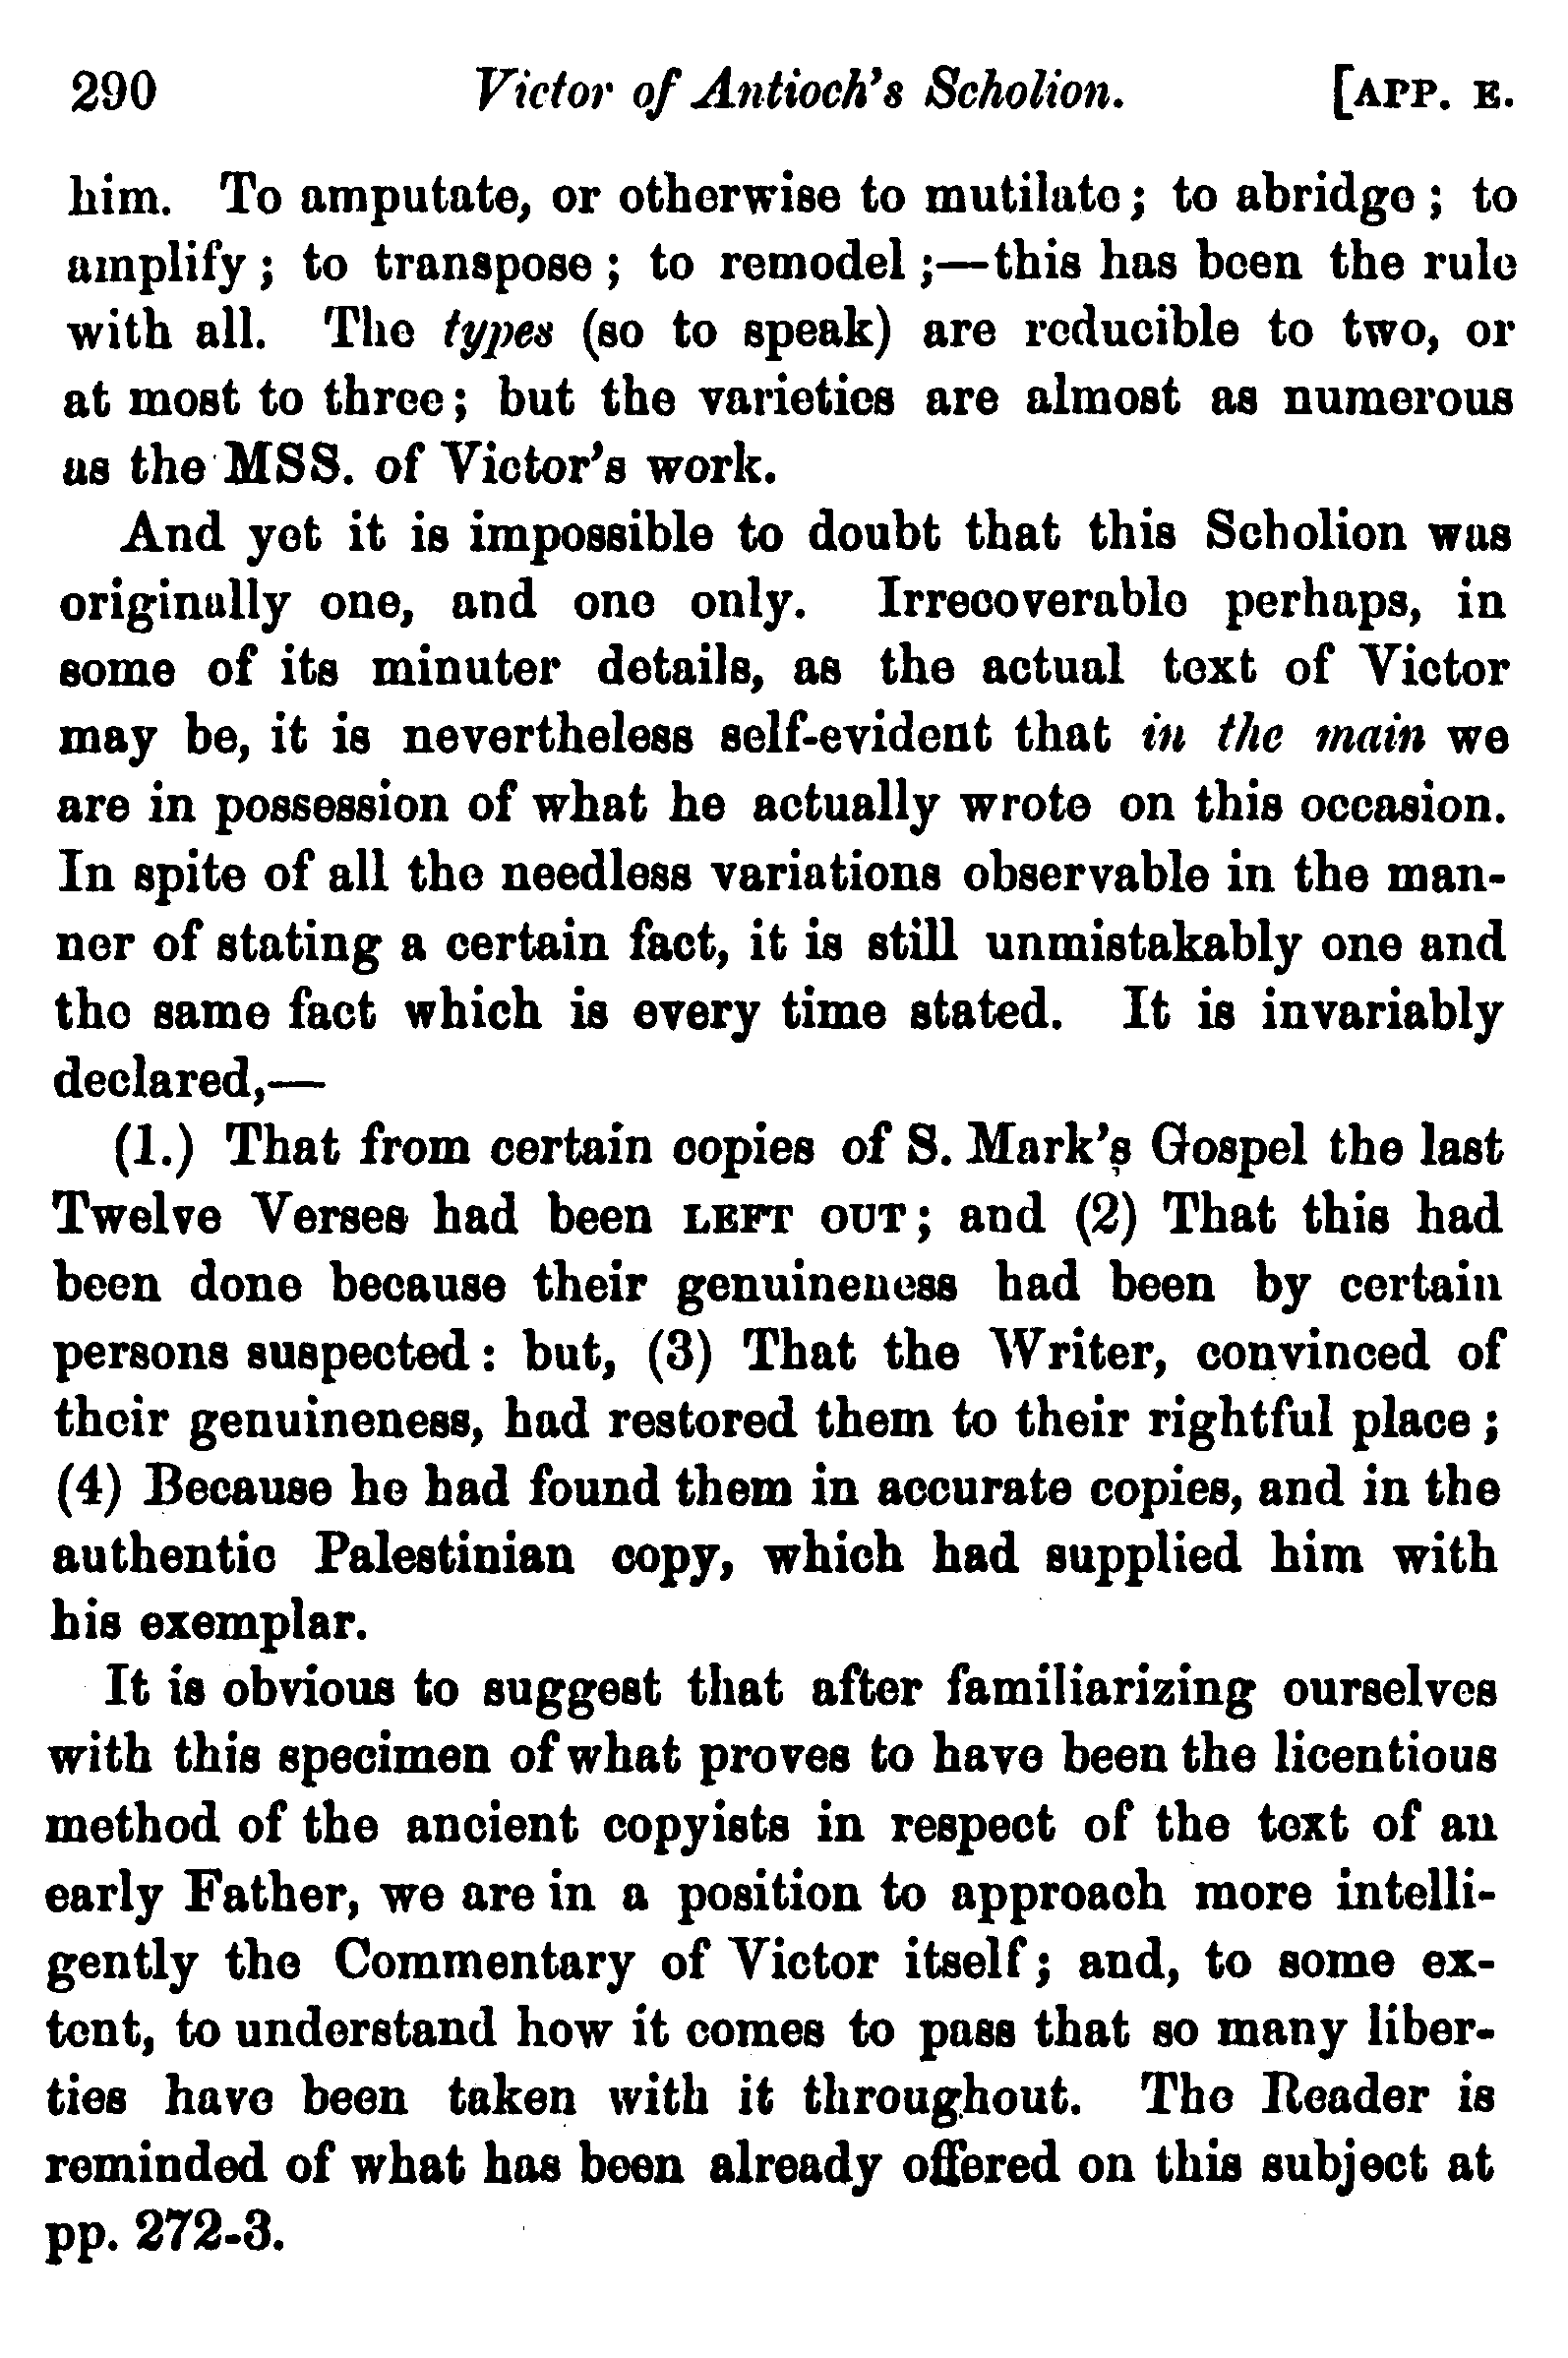 290 Victor of Antioch's Scholion. [APP. E.
him. To amputate, or otherwise to mutilate; to abridge; to
amplify; to transpose; to remodel;—this has been the rule
with all. The types (so to speak) are reducible to two, or
at most to three; but the varieties are almost as numerous
as the MSS. of Victor's work.
And yet it is impossible to doubt that this Scholion was
originally one, and one only. Irrecoverable perhaps, in
some of its minuter details, as the actual text of Victor
may be, it is nevertheless self-evident that in the main we
are in possession of what he actually wrote on this occasion.
In spite of all the needless variations observable in the man-
ner of stating a certain fact, it is still unmistakably one and
the same fact which is every time stated. It is invariably
declared,—
(1.) That from certain copies of S. Mark's Gospel the last
Twelve Verses had been LEFT OUT; and (2) That this had
been done because their genuineness had been by certain
persons suspected: but, (3) That the Writer, convinced of
their genuineness, had restored them to their rightful place;
(4) Because he had found them in accurate copies, and in the
authentic Palestinian copy, which had supplied him with
his exemplar.
It is obvious to suggest that after familiarizing ourselves
with this specimen of what proves to have been the licentious
method of the ancient copyists in respect of the text of an
early Father, we are in a position to approach more intelli-
gently the Commentary of Victor itself; and, to some ex-
tent, to understand how it comes to pass that so many liber-
ties have been taken with it throughout. The Reader is
reminded of what has been already offered on this subject at
pp. 272-3.